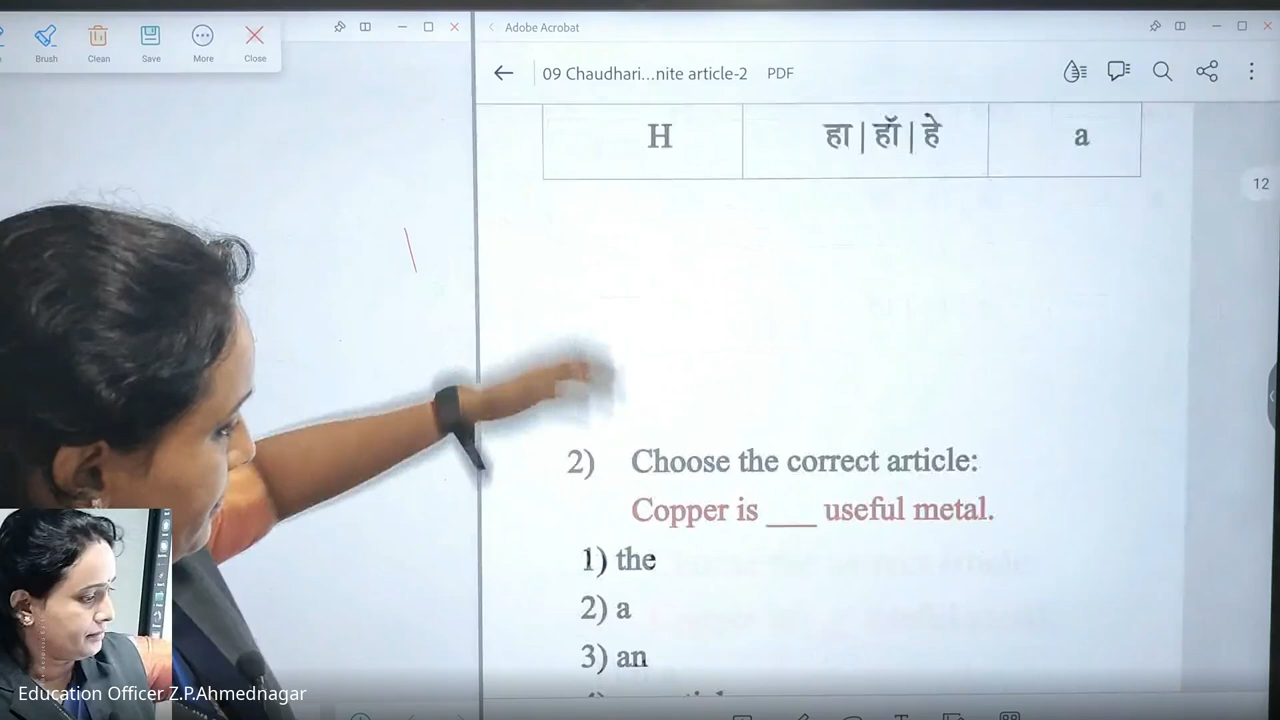 Adobe Acrobat
Brush Clean Save More Close
09 Chaudhari...nite article-2 PDF
H हा | हॉ | हे a
12
2) Choose the correct article:
Copper is ___ useful metal.
1) the
2) a
3) an
Education Officer Z.P.Ahmednagar